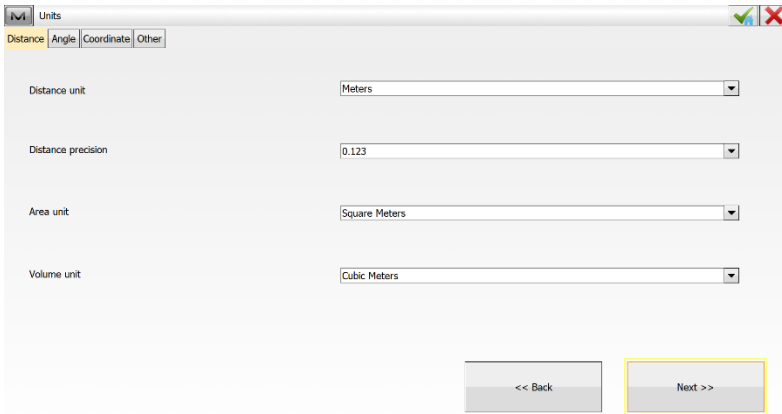 M Units
Distance Angle Coordinate Other
Distance unit Meters
Distance precision 0.123
Area unit Square Meters
Volume unit Cubic Meters
<< Back Next >>